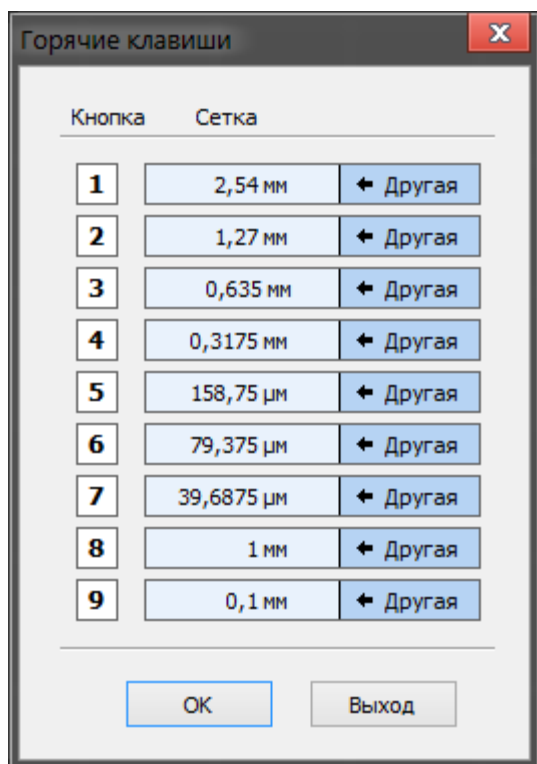 Горячие клавиши
Кнопка Сетка
1 2,54 мм Другая
2 1,27 мм Другая
3 0,635 мм Другая
4 0,3175 мм Другая
5 158,75 µм Другая
6 79,375 µм Другая
7 39,6875 µм Другая
8 1 мм Другая
9 0,1 мм Другая
OK Выход